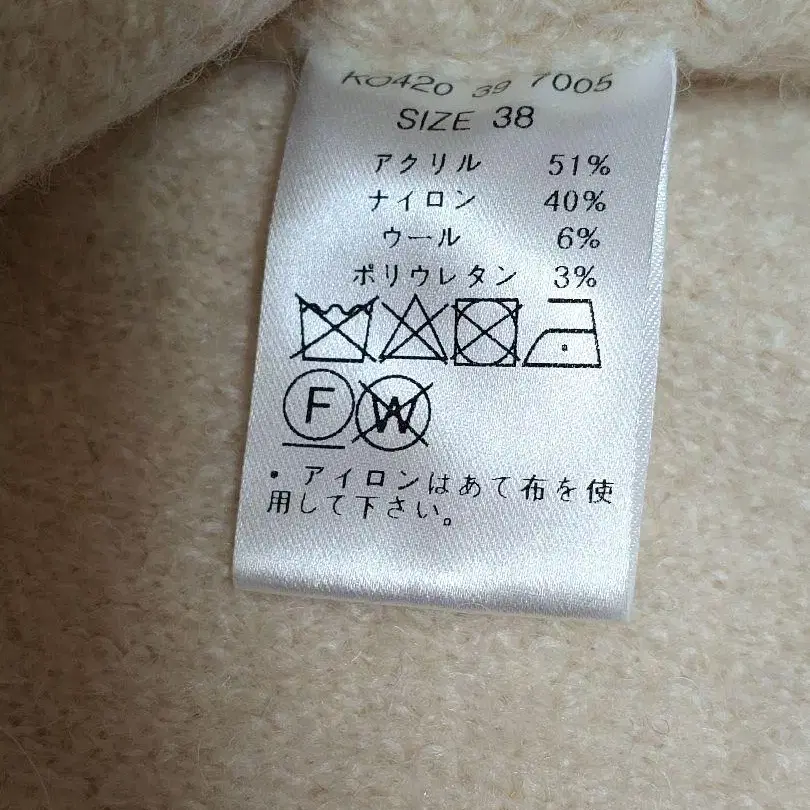 KO420 39 7005
SIZE 38
アクリル 51%
ナイロン 40%
ウール 6%
ポリウレタン 3%
F W
・アイロンはあて布を使
用して下さい。